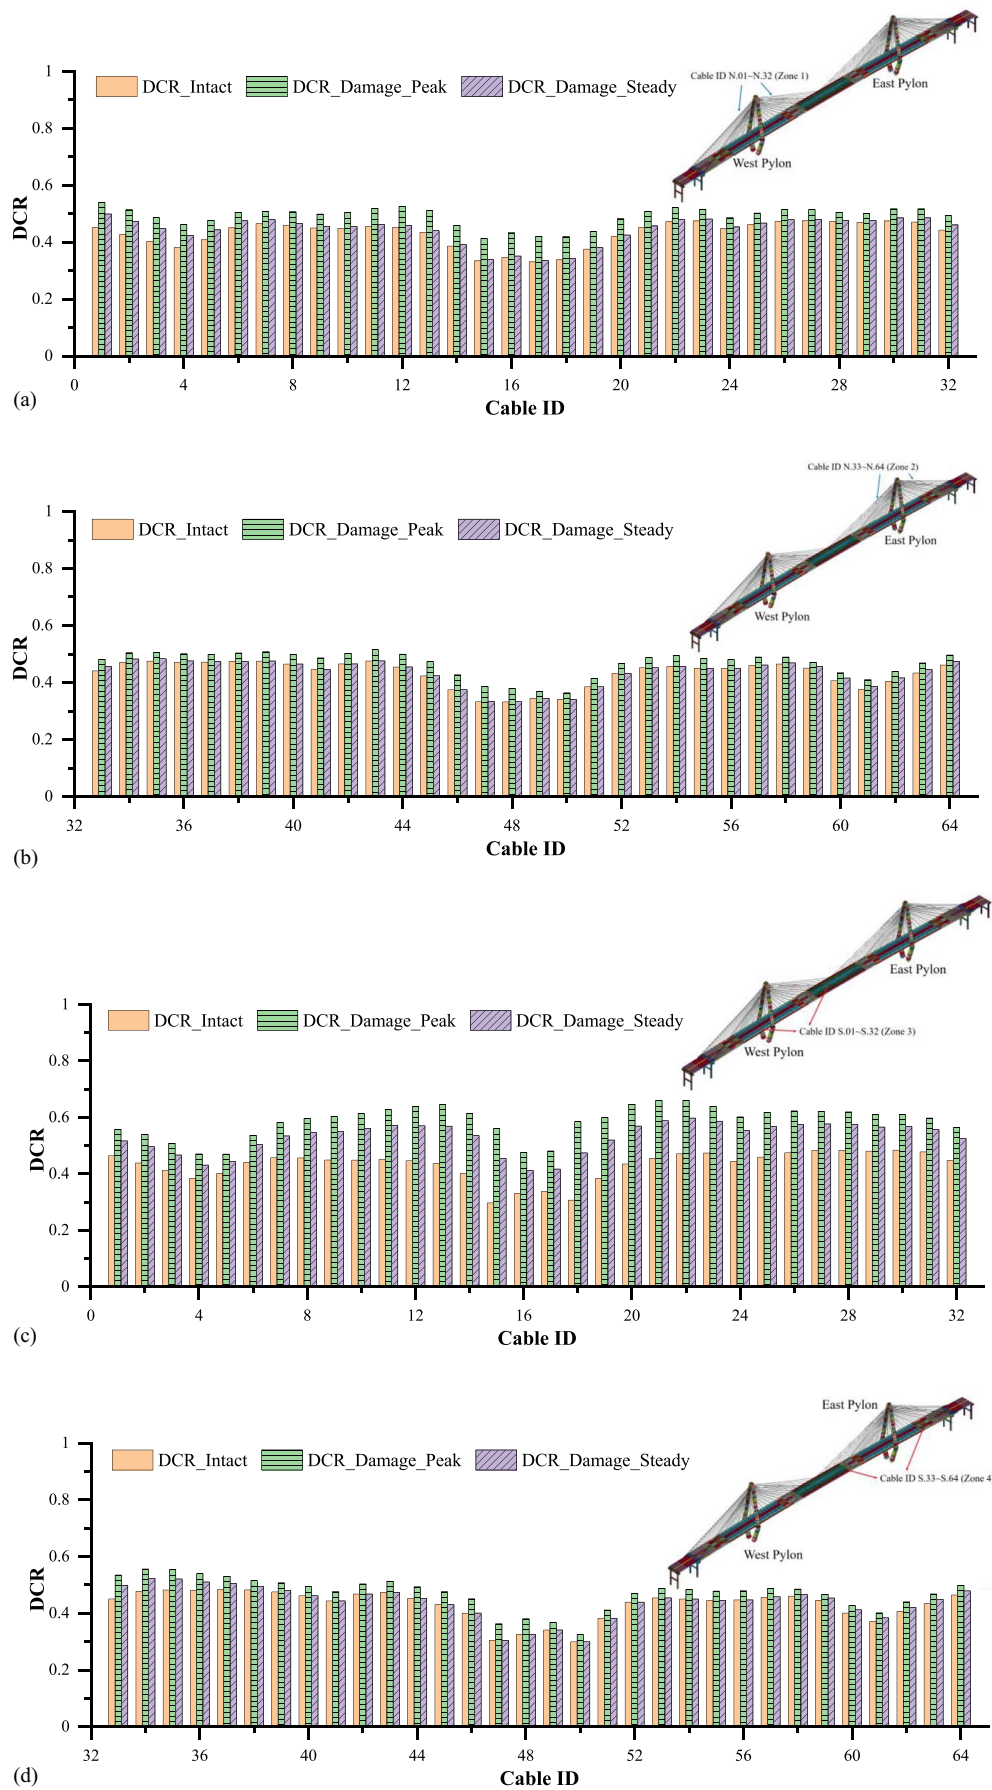 Cable ID N.01~N.32 (Zone 1)
East Pylon
West Pylon
DCR_Intact DCR_Damage_Peak DCR_Damage_Steady
1
0.8
0.6
0.4
0.2
0
DCR
0 4 8 12 16 20 24 28 32
Cable ID
(a)
Cable ID N.33~N.64 (Zone 2)
East Pylon
West Pylon
DCR_Intact DCR_Damage_Peak DCR_Damage_Steady
1
0.8
0.6
0.4
0.2
0
DCR
32 36 40 44 48 52 56 60 64
Cable ID
(b)
East Pylon
Cable ID S.01~S.32 (Zone 3)
West Pylon
DCR_Intact DCR_Damage_Peak DCR_Damage_Steady
1
0.8
0.6
0.4
0.2
0
DCR
0 4 8 12 16 20 24 28 32
Cable ID
(c)
East Pylon
Cable ID S.33~S.64 (Zone 4
West Pylon
DCR_Intact DCR_Damage_Peak DCR_Damage_Steady
1
0.8
0.6
0.4
0.2
0
DCR
32 36 40 44 48 52 56 60 64
Cable ID
(d)